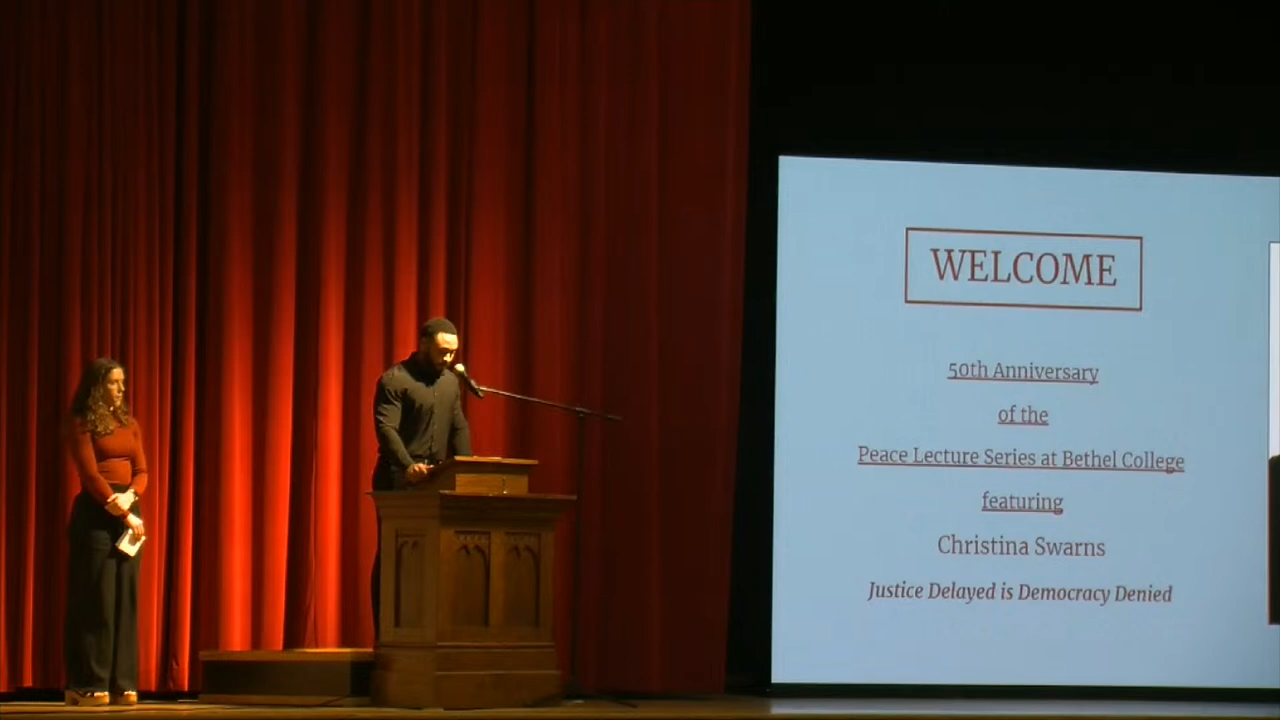 WELCOME
50th Anniversary
of the
Peace Lecture Series at Bethel College
featuring
Christina Swarns
Justice Delayed is Democracy Denied